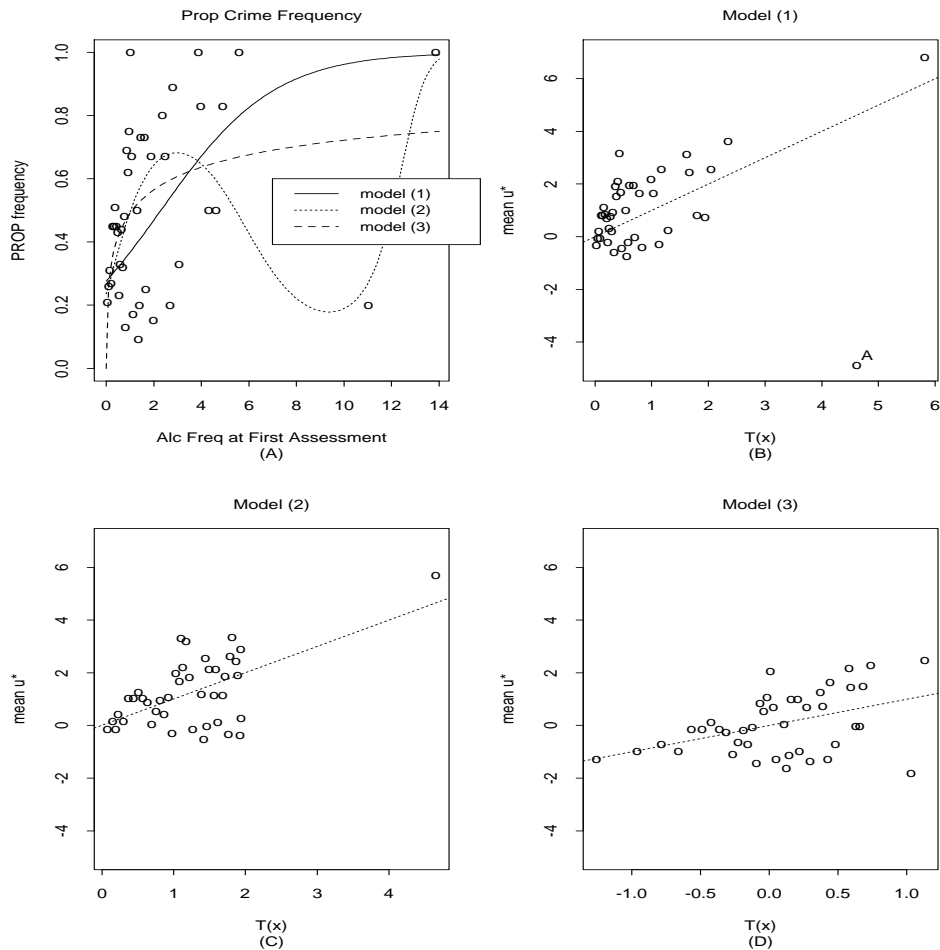 Prop Crime Frequency
PROP frequency
0.0 0.2 0.4 0.6 0.8 1.0
model (1)
model (2)
model (3)
0 2 4 6 8 10 12 14
Alc Freq at First Assessment
(A)
Model (1)
mean u*
-4 -2 0 2 4 6
A
0 1 2 3 4 5 6
T(x)
(B)
Model (2)
mean u*
-4 -2 0 2 4 6
0 1 2 3 4
T(x)
(C)
Model (3)
mean u*
-4 -2 0 2 4 6
-1.0 -0.5 0.0 0.5 1.0
T(x)
(D)